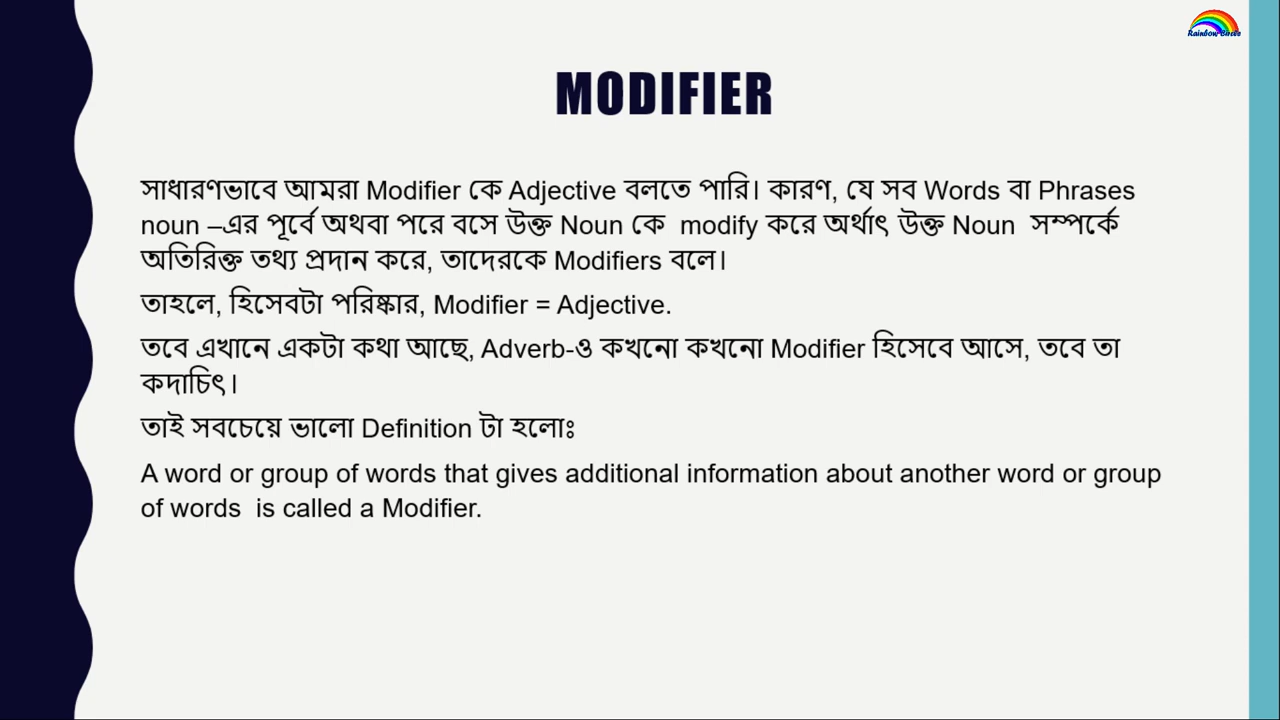 MODIFIER
সাধারণভাবে আমরা Modifier কে Adjective বলতে পারি। কারণ, যে সব Words বা Phrases
noun –এর পূর্বে অথবা পরে বসে উক্ত Noun কে  modify করে অর্থাৎ উক্ত Noun  সম্পর্কে
অতিরিক্ত তথ্য প্রদান করে, তাদেরকে Modifiers বলে।
তাহলে, হিসেবটা পরিষ্কার, Modifier = Adjective.
তবে এখানে একটা কথা আছে, Adverb-ও কখনো কখনো Modifier হিসেবে আসে, তবে তা
কদাচিৎ।
তাই সবচেয়ে ভালো Definition টা হলোঃ
A word or group of words that gives additional information about another word or group
of words  is called a Modifier.